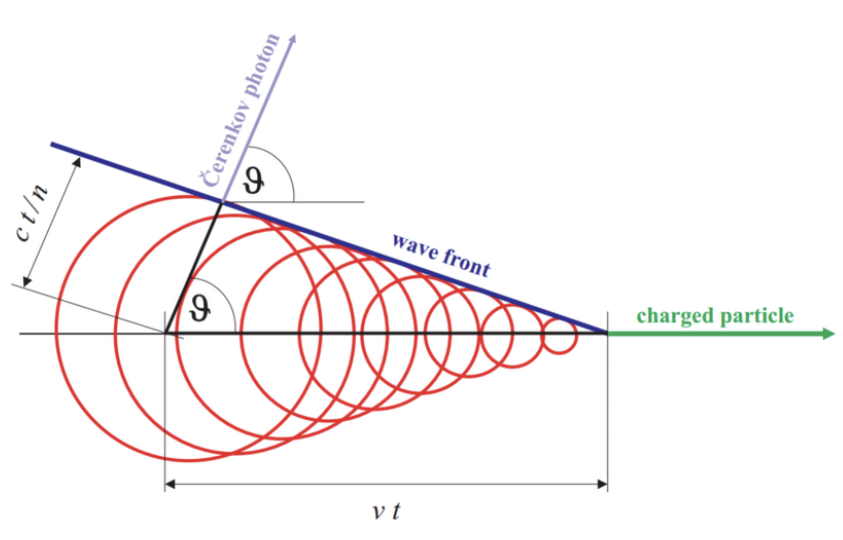 Čerenkov photon
ϑ
c t/n
wave front
ϑ
charged particle
v t